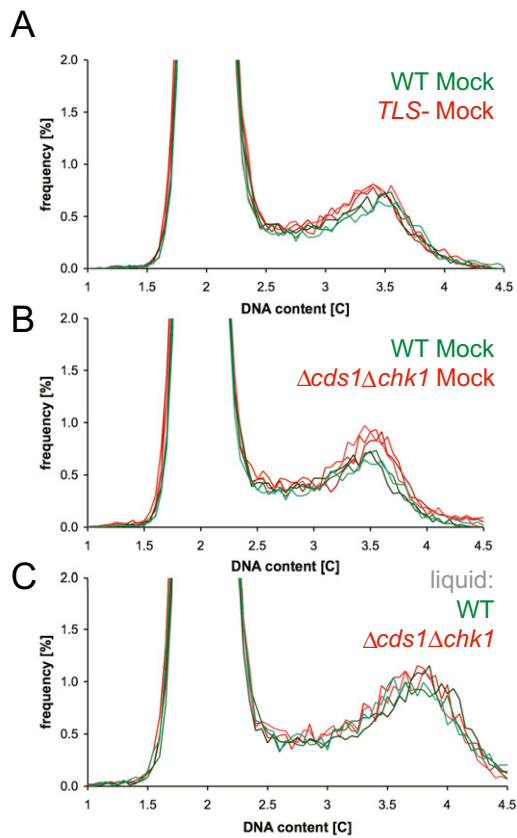 A
2.0
WT Mock
TLS- Mock
1.5
frequency [%]
1.0
0.5
0.0
1 1.5 2 2.5 3 3.5 4 4.5
DNA content [C]
B
2.0
WT Mock
Δcds1Δchk1 Mock
1.5
frequency [%]
1.0
0.5
0.0
1 1.5 2 2.5 3 3.5 4 4.5
DNA content [C]
C
liquid:
2.0
WT
Δcds1Δchk1
1.5
frequency [%]
1.0
0.5
0.0
1 1.5 2 2.5 3 3.5 4 4.5
DNA content [C]